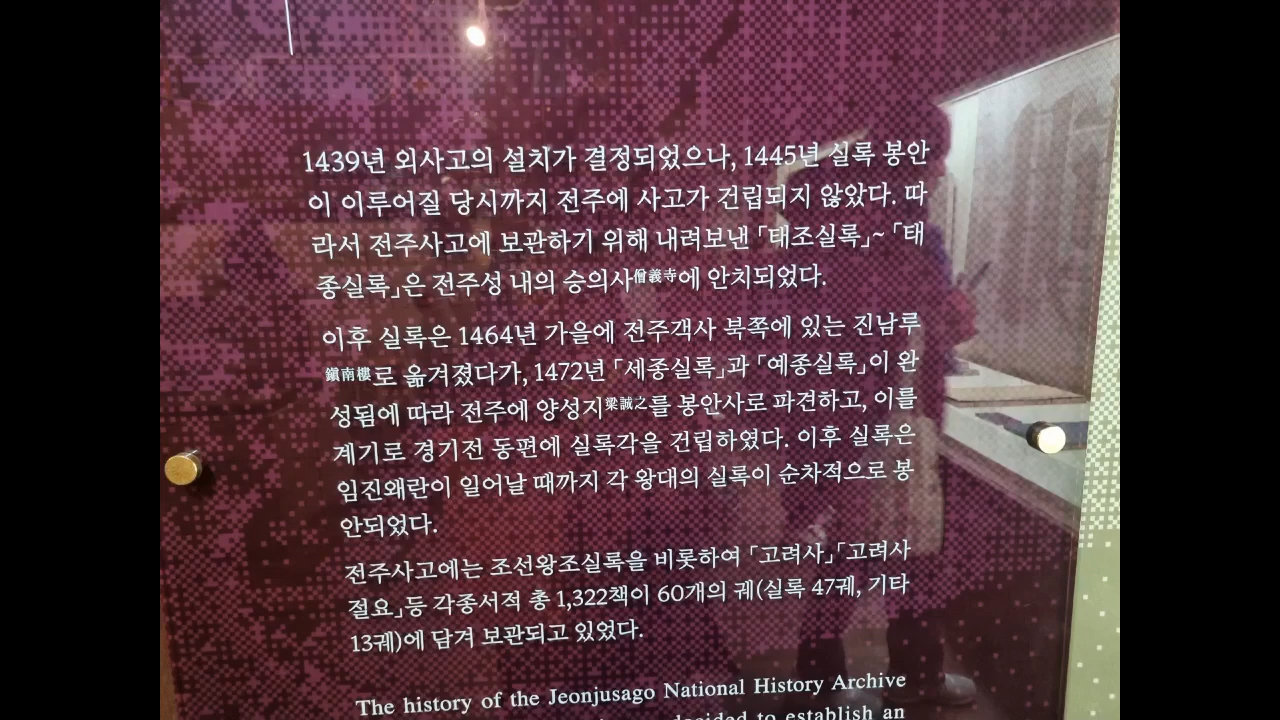 1439년 외사고의 설치가 결정되었으나, 1445년 실록 봉안
이 이루어질 당시까지 전주에 사고가 건립되지 않았다. 따
라서 전주사고에 보관하기 위해 내려보낸 「태조실록」~ 「태
종실록」은 전주성 내의 승의사僧義寺에 안치되었다.
이후 실록은 1464년 가을에 전주객사 북쪽에 있는 진남루
鎭南樓로 옮겨졌다가, 1472년 「세종실록」과 「예종실록」이 완
성됨에 따라 전주에 양성지梁誠之를 봉안사로 파견하고, 이를
계기로 경기전 동편에 실록각을 건립하였다. 이후 실록은
임진왜란이 일어날 때까지 각 왕대의 실록이 순차적으로 봉
안되었다.
전주사고에는 조선왕조실록을 비롯하여 「고려사」「고려사
절요」등 각종서적 총 1,322책이 60개의 궤(실록 47궤, 기타
13궤)에 담겨 보관되고 있었다.
The history of the Jeonjusago National History Archive
decided to establish an